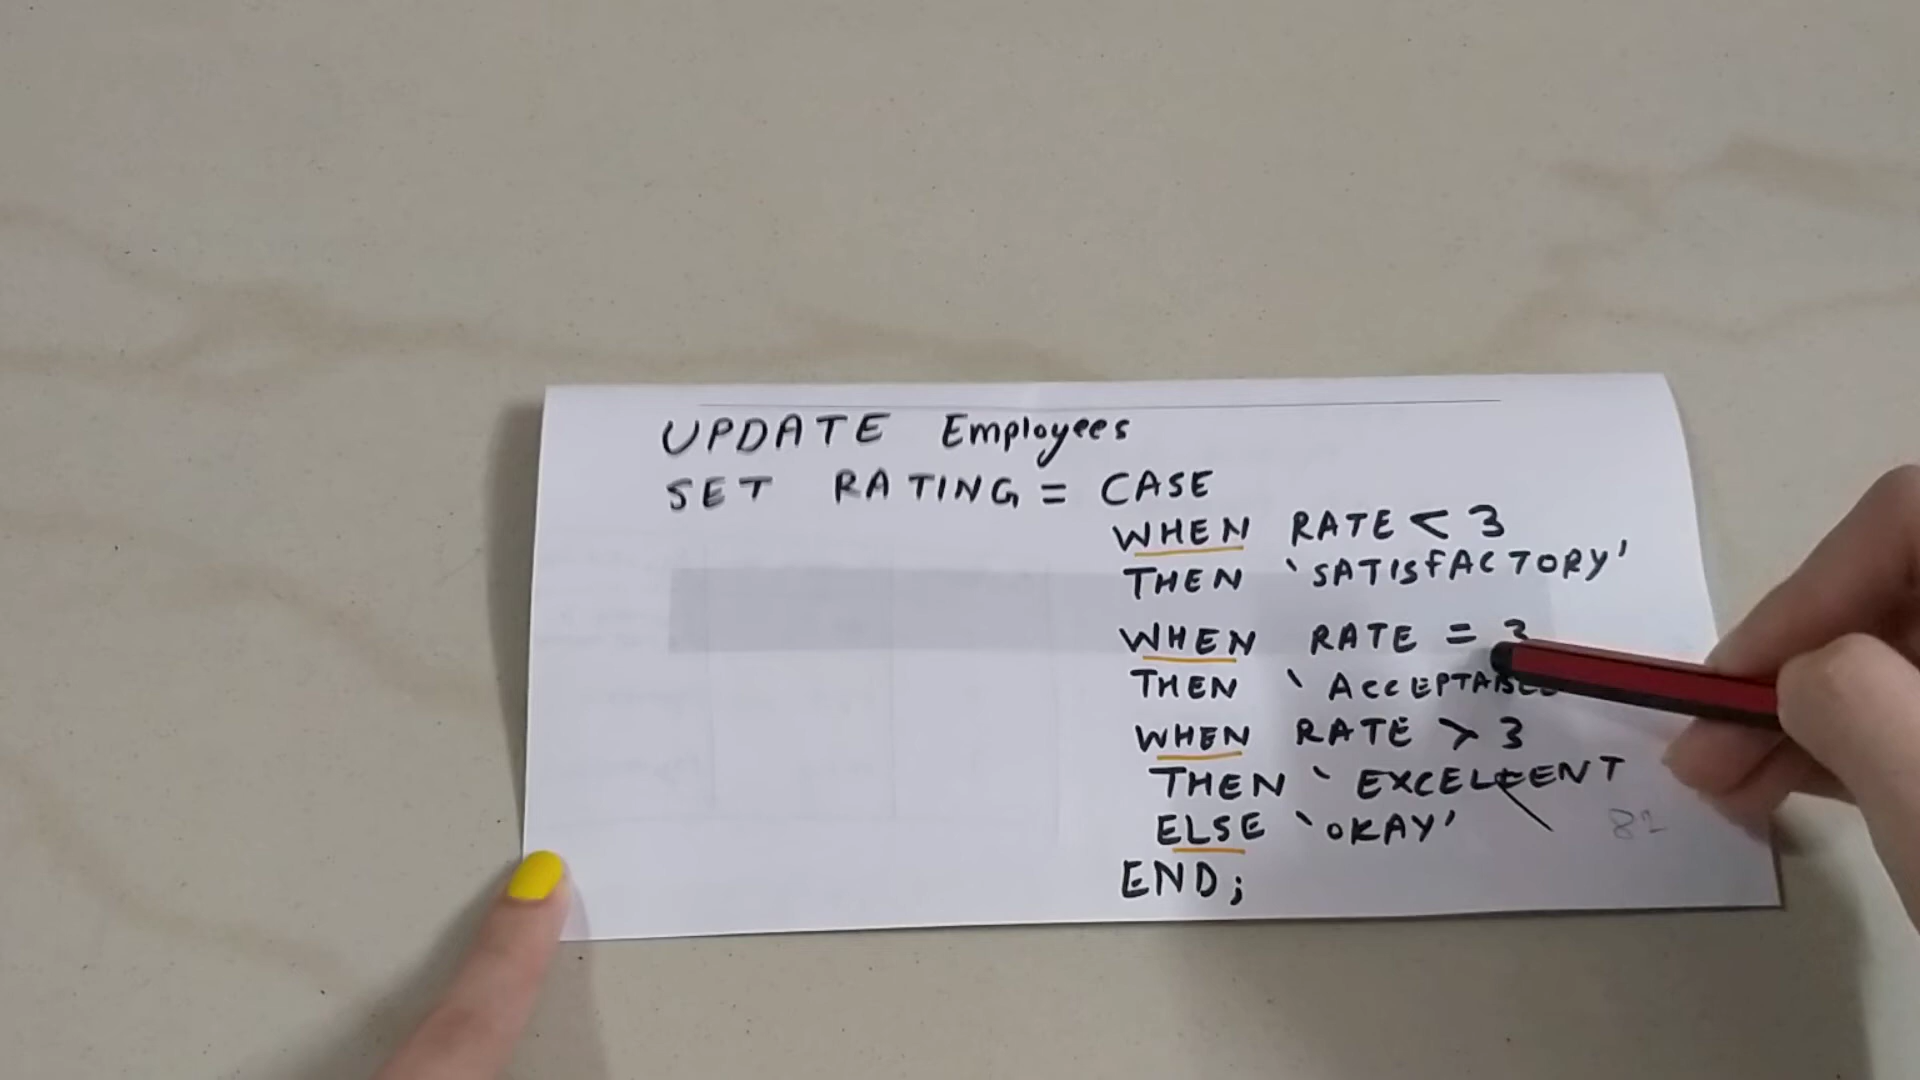 UPDATE Employees
SET RATING = CASE
WHEN RATE < 3
THEN 'SATISFACTORY'
WHEN RATE = 3
THEN '
WHEN RATE > 3
THEN ' EXCELLENT
ELSE 'OKAY'
END;